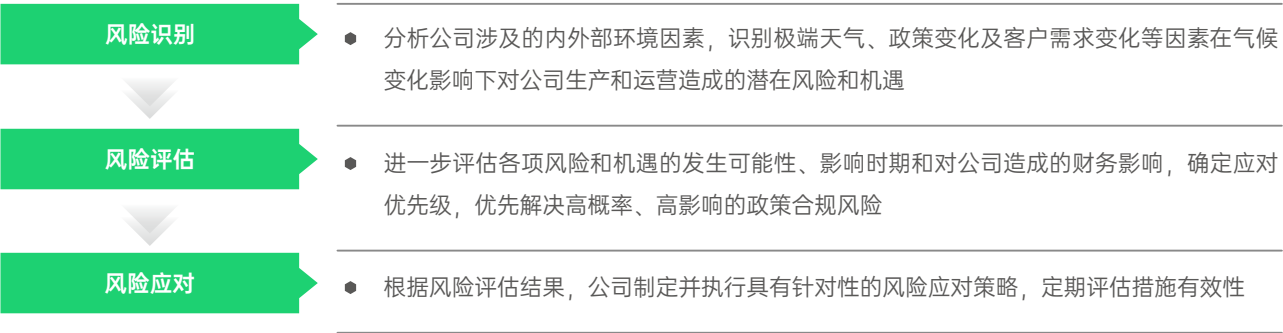 风险识别
分析公司涉及的内外部环境因素，识别极端天气、政策变化及客户需求变化等因素在气候
变化影响下对公司生产和运营造成的潜在风险和机遇
风险评估
进一步评估各项风险和机遇的发生可能性、影响时期和对公司造成的财务影响，确定应对
优先级，优先解决高概率、高影响的政策合规风险
风险应对
根据风险评估结果，公司制定并执行具有针对性的风险应对策略，定期评估措施有效性